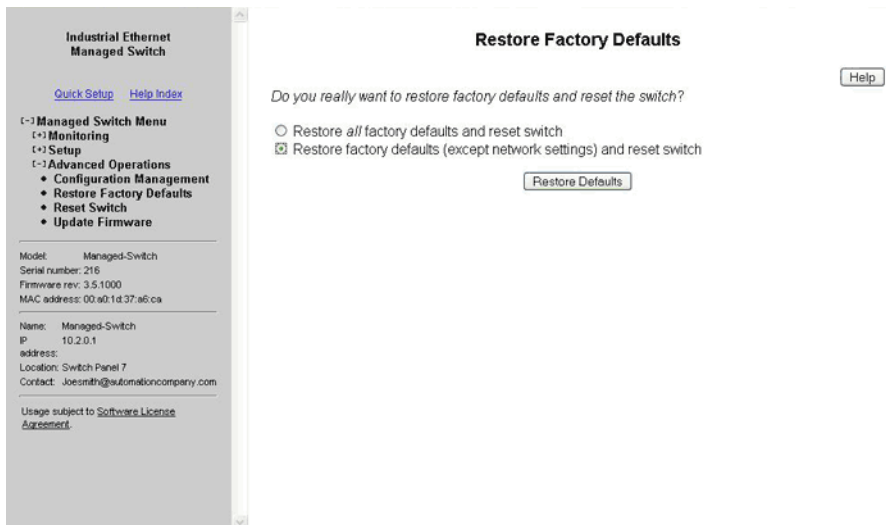 Industrial Ethernet
Managed Switch
Quick Setup Help Index
[-] Managed Switch Menu
[+] Monitoring
[+] Setup
[-] Advanced Operations
Configuration Management
Restore Factory Defaults
Reset Switch
Update Firmware
Model: Managed-Switch
Serial number: 216
Firmware rev: 3.5.1000
MAC address: 00:a0:1d:37:a6:ca
Name: Managed-Switch
IP 10.2.0.1
address:
Location: Switch Panel 7
Contact: Joesmith@automationcompany.com
Usage subject to Software License
Agreement.
Restore Factory Defaults
Help
Do you really want to restore factory defaults and reset the switch?
Restore all factory defaults and reset switch
Restore factory defaults (except network settings) and reset switch
Restore Defaults